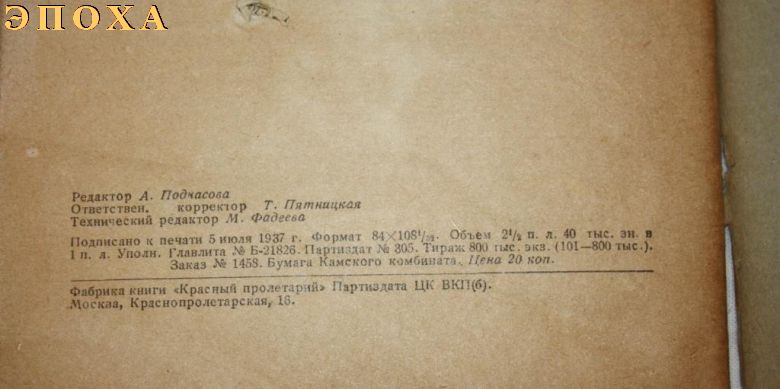 ЭПОХА
Редактор А. Подчасова
Ответствен. корректор Т. Пятницкая
Технический редактор М. Фадеева
Подписано к печати 5 июля 1937 г. Формат 84×108¹/₃₂. Объем 2¹/₂ п. л. 40 тыс. зн. в
1 п. л. Уполн. Главлита № Б-21826. Партиздат № 305. Тираж 800 тыс. экз. (101—800 тыс.).
Заказ № 1458. Бумага Камского комбината. Цена 20 коп.
Фабрика книги «Красный пролетарий» Партиздата ЦК ВКП(б).
Москва, Краснопролетарская, 16.